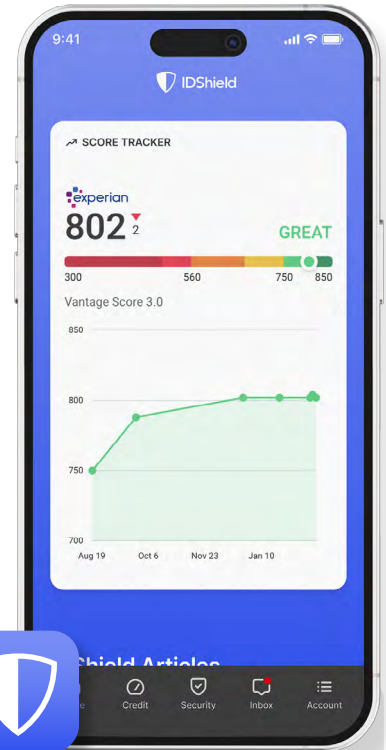 9:41
IDShield
SCORE TRACKER
experian
802 2
GREAT
300 560 750 850
Vantage Score 3.0
850
800
750
700
Aug 19 Oct 6 Nov 23 Jan 10
Shield Articles
Credit Security Inbox Account